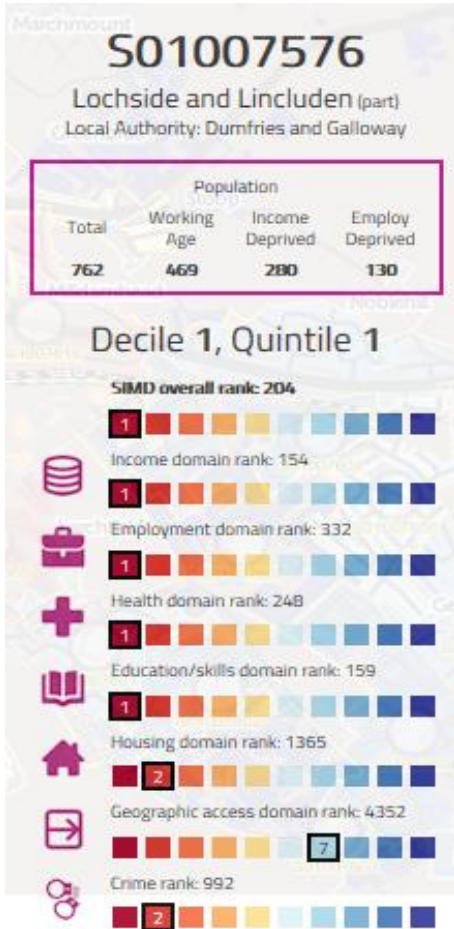 Marchmount
S01007576
Lochside and Lincluden (part)
Local Authority: Dumfries and Galloway
Population
Total Working Age Income Deprived Employ Deprived
762 469 280 130
Noblehill
Decile 1, Quintile 1
SIMD overall rank: 204
1
Income domain rank: 154
1
Employment domain rank: 332
1
Health domain rank: 248
1
Education/skills domain rank: 159
1
Housing domain rank: 1365
2
Geographic access domain rank: 4352
7
Crime rank: 992
2